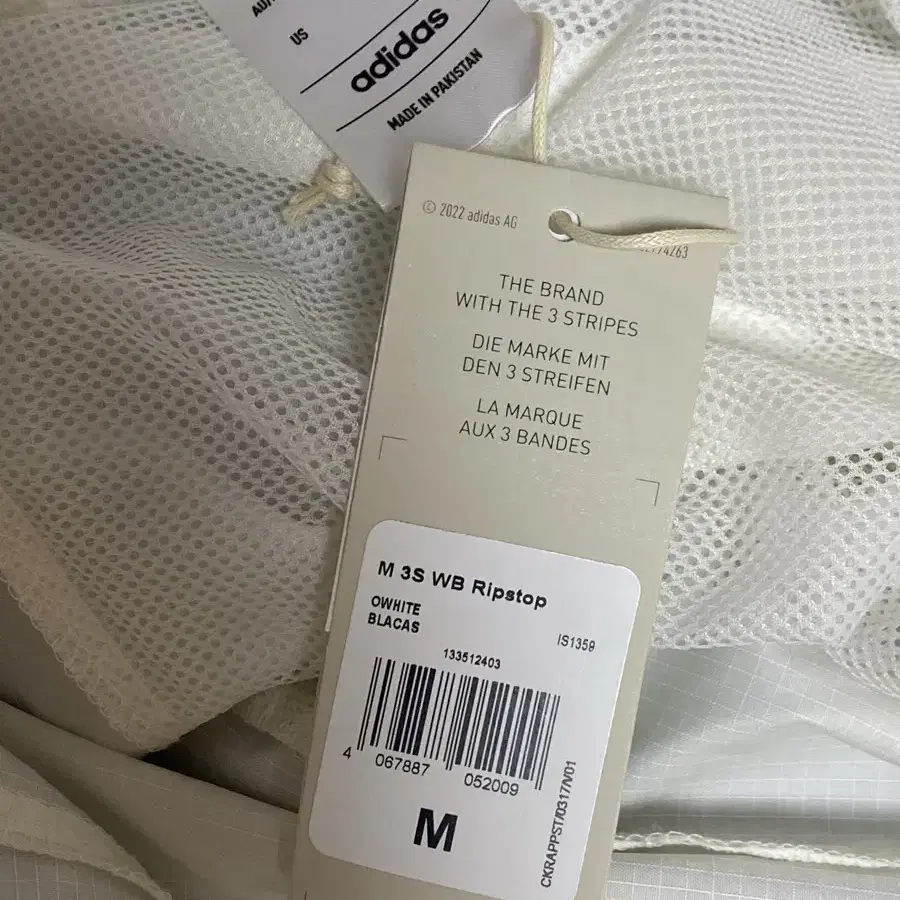 US
adidas
MADE IN PAKISTAN
© 2022 adidas AG
THE BRAND
WITH THE 3 STRIPES
DIE MARKE MIT
DEN 3 STREIFEN
LA MARQUE
AUX 3 BANDES
M 3S WB Ripstop
OWHITE
BLACAS
IS1359
133512403
4 067887 052009
M
CKRAPPST/0317/V01